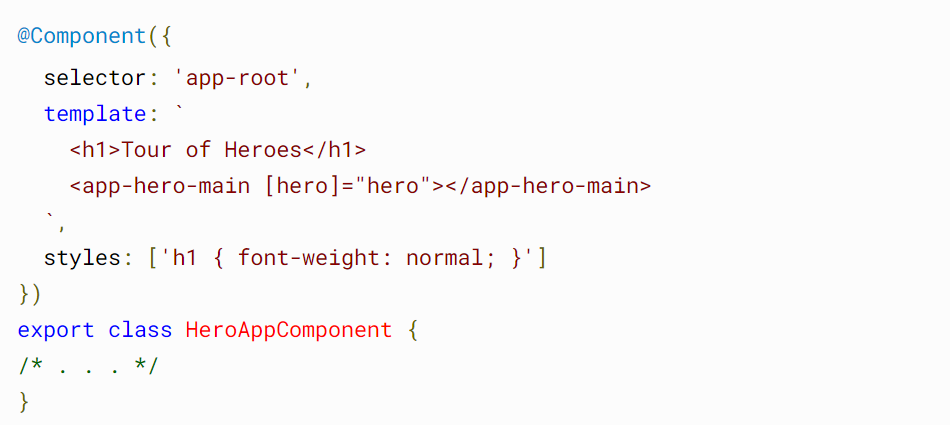 @Component({
  selector: 'app-root',
  template: `
    <h1>Tour of Heroes</h1>
    <app-hero-main [hero]="hero"></app-hero-main>
  `,
  styles: ['h1 { font-weight: normal; }']
})
export class HeroAppComponent {
/* . . . */
}